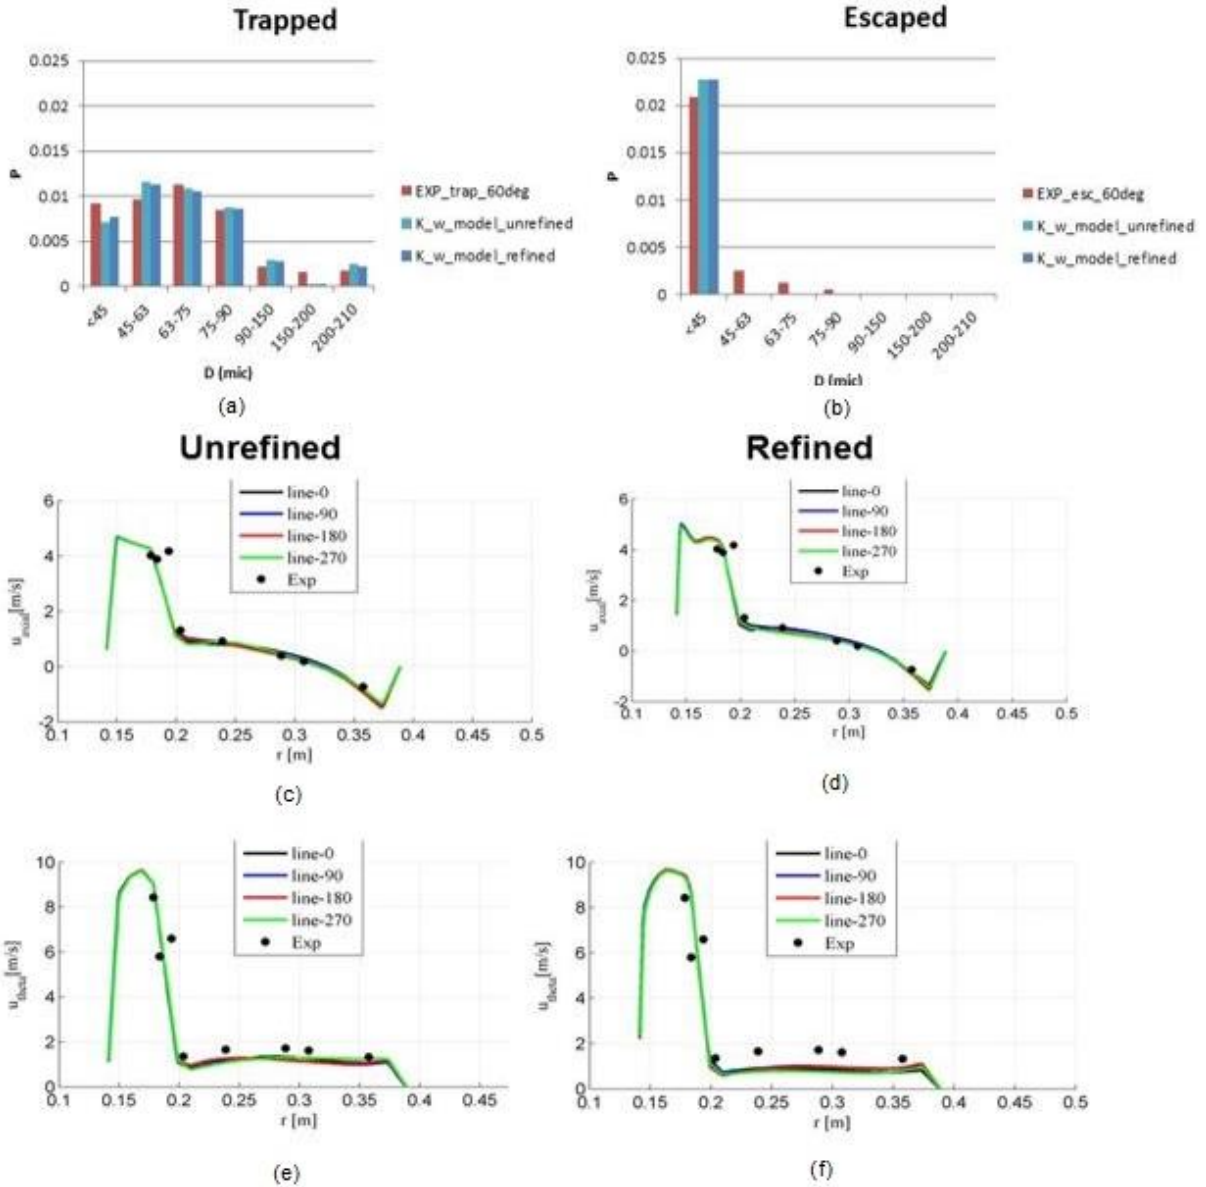 Trapped
0.025
0.02
0.015
0.01
0.005
0
P
<45
45-63
63-75
75-90
90-150
150-200
200-210
D (mic)
EXP_trap_60deg
K_w_model_unrefined
K_w_model_refined
(a)
Escaped
0.025
0.02
0.015
0.01
0.005
0
P
<45
45-63
63-75
75-90
90-150
150-200
200-210
D (mic)
EXP_esc_60deg
K_w_model_unrefined
K_w_model_refined
(b)
Unrefined
line-0
line-90
line-180
line-270
Exp
6
4
2
0
-2
u_axial[m/s]
0.1 0.15 0.2 0.25 0.3 0.35 0.4 0.45 0.5
r [m]
(c)
Refined
line-0
line-90
line-180
line-270
Exp
6
4
2
0
-2
u_axial[m/s]
0.1 0.15 0.2 0.25 0.3 0.35 0.4 0.45 0.5
r [m]
(d)
line-0
line-90
line-180
line-270
Exp
10
8
6
4
2
0
u_theta[m/s]
0.1 0.15 0.2 0.25 0.3 0.35 0.4 0.45
r [m]
(e)
line-0
line-90
line-180
line-270
Exp
10
8
6
4
2
0
u_theta[m/s]
0.1 0.15 0.2 0.25 0.3 0.35 0.4 0.45 0.5
r [m]
(f)